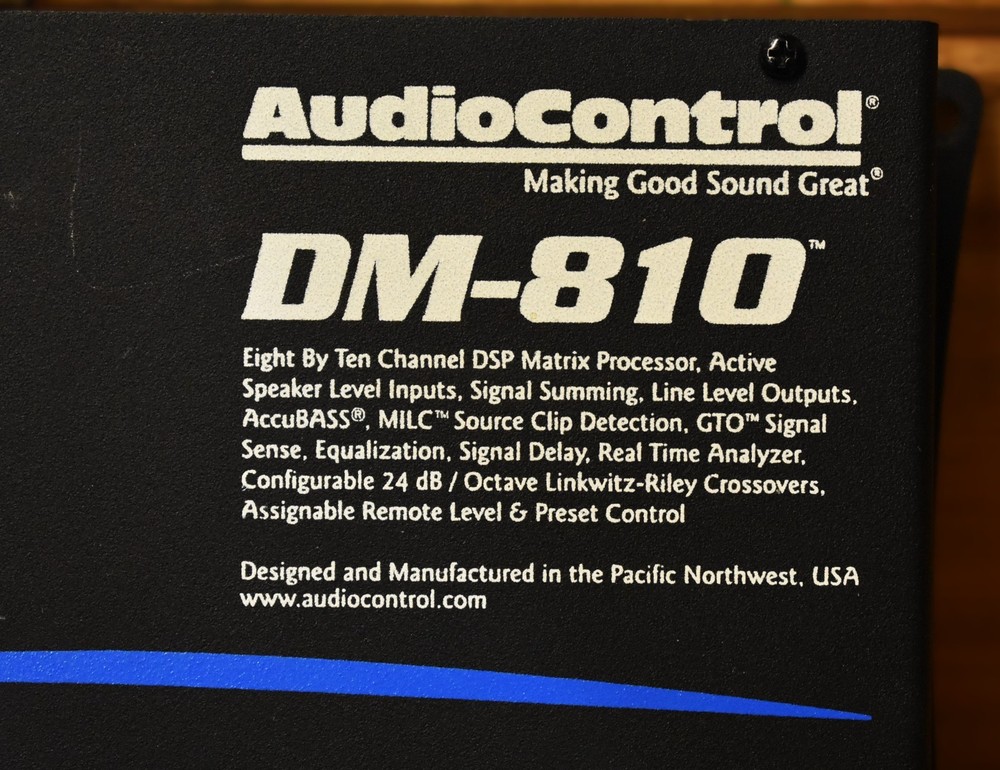 AudioControl®
Making Good Sound Great®
DM-810™
Eight By Ten Channel DSP Matrix Processor, Active
Speaker Level Inputs, Signal Summing, Line Level Outputs,
AccuBASS®, MILC™ Source Clip Detection, GTO™ Signal
Sense, Equalization, Signal Delay, Real Time Analyzer,
Configurable 24 dB / Octave Linkwitz-Riley Crossovers,
Assignable Remote Level & Preset Control
Designed and Manufactured in the Pacific Northwest, USA
www.audiocontrol.com